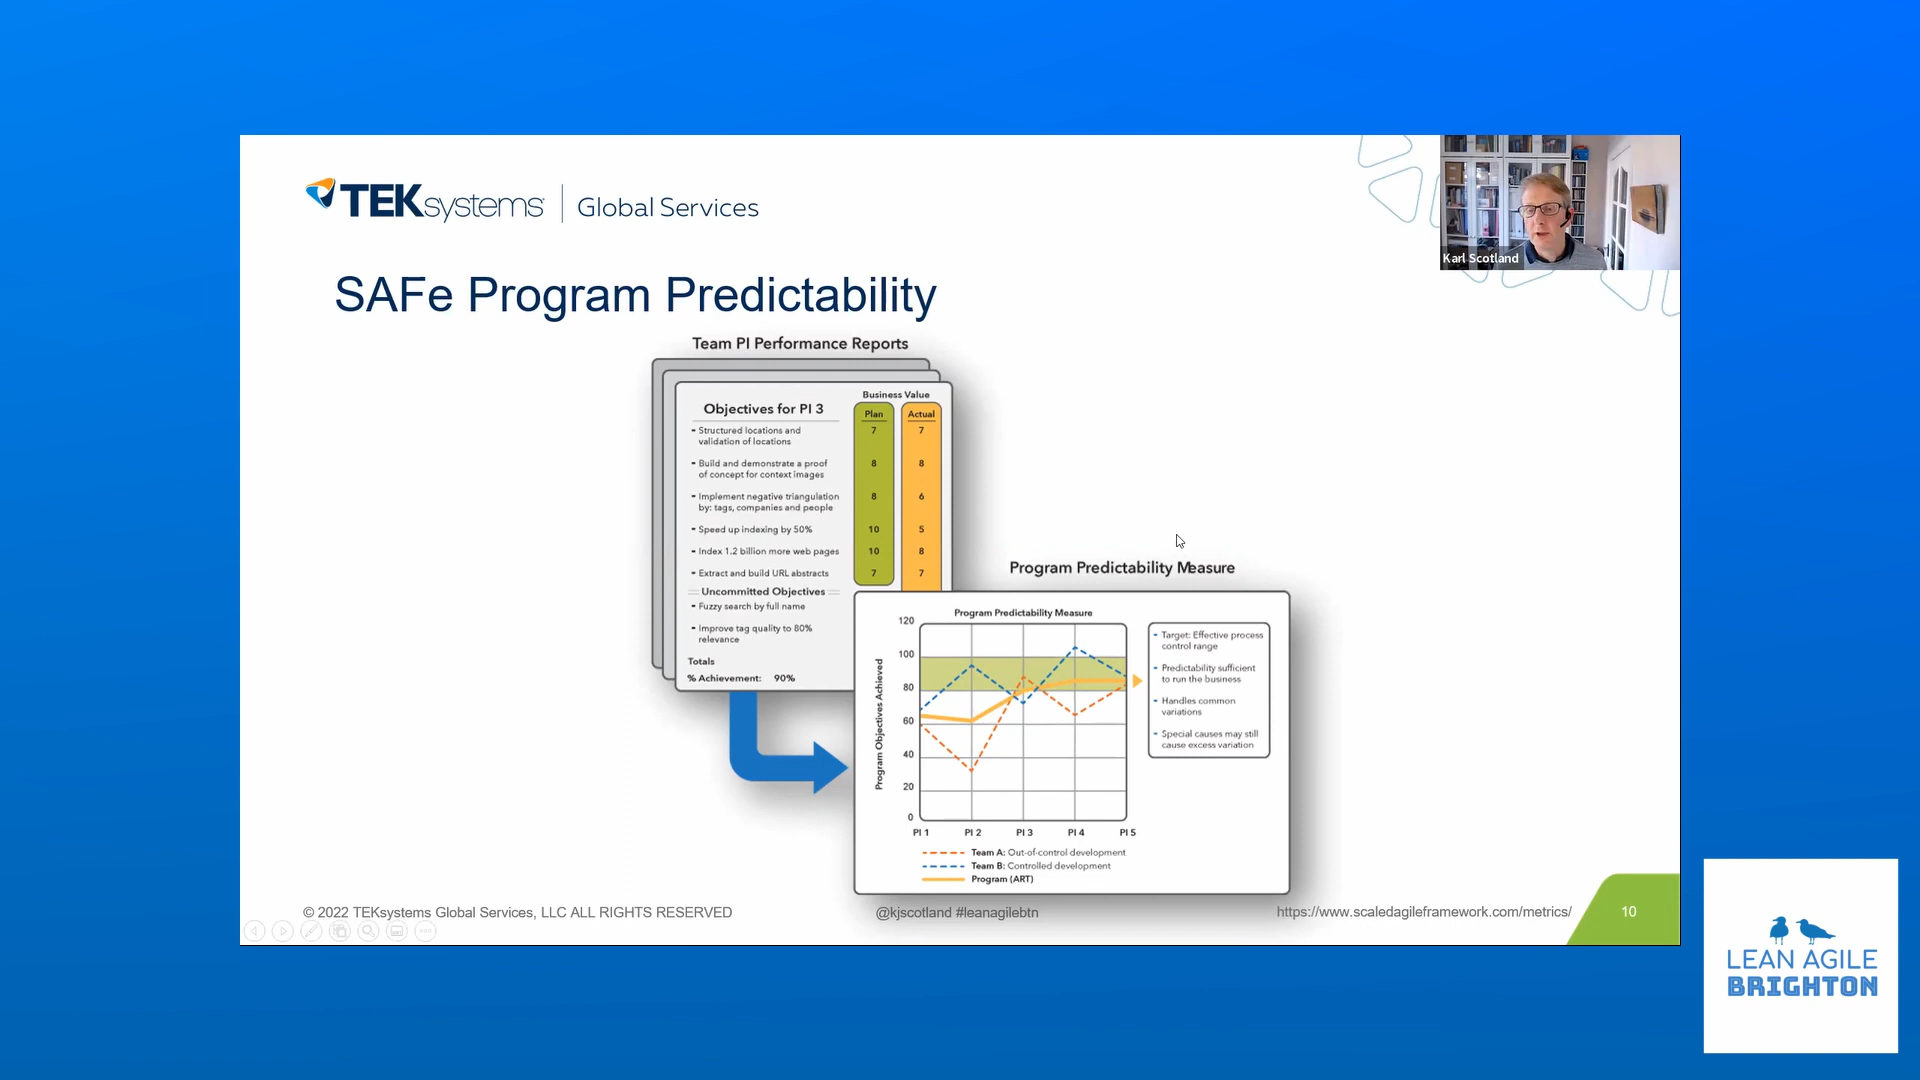 TEKsystems | Global Services
Karl Scotland
SAFe Program Predictability
Team PI Performance Reports
Business Value
Objectives for PI 3
Plan
Actual
- Structured locations and
validation of locations
7
7
- Build and demonstrate a proof
of concept for context images
8
8
- Implement negative triangulation
by: tags, companies and people
8
6
- Speed up indexing by 50%
10
5
- Index 1.2 billion more web pages
10
8
- Extract and build URL abstracts
7
7
Uncommitted Objectives
- Fuzzy search by full name
- Improve tag quality to 80%
relevance
Totals
% Achievement: 90%
Program Predictability Measure
Program Predictability Measure
Program Objectives Achieved
120
100
80
60
40
20
0
PI 1
PI 2
PI 3
PI 4
PI 5
- Target: Effective process
control range
- Predictability sufficient
to run the business
- Handles common
variations
- Special causes may still
cause excess variation
Team A: Out-of-control development
Team B: Controlled development
Program (ART)
© 2022 TEKsystems Global Services, LLC ALL RIGHTS RESERVED
@kjscotland #leanagilebtn
https://www.scaledagileframework.com/metrics/
10
LEAN AGILE
BRIGHTON